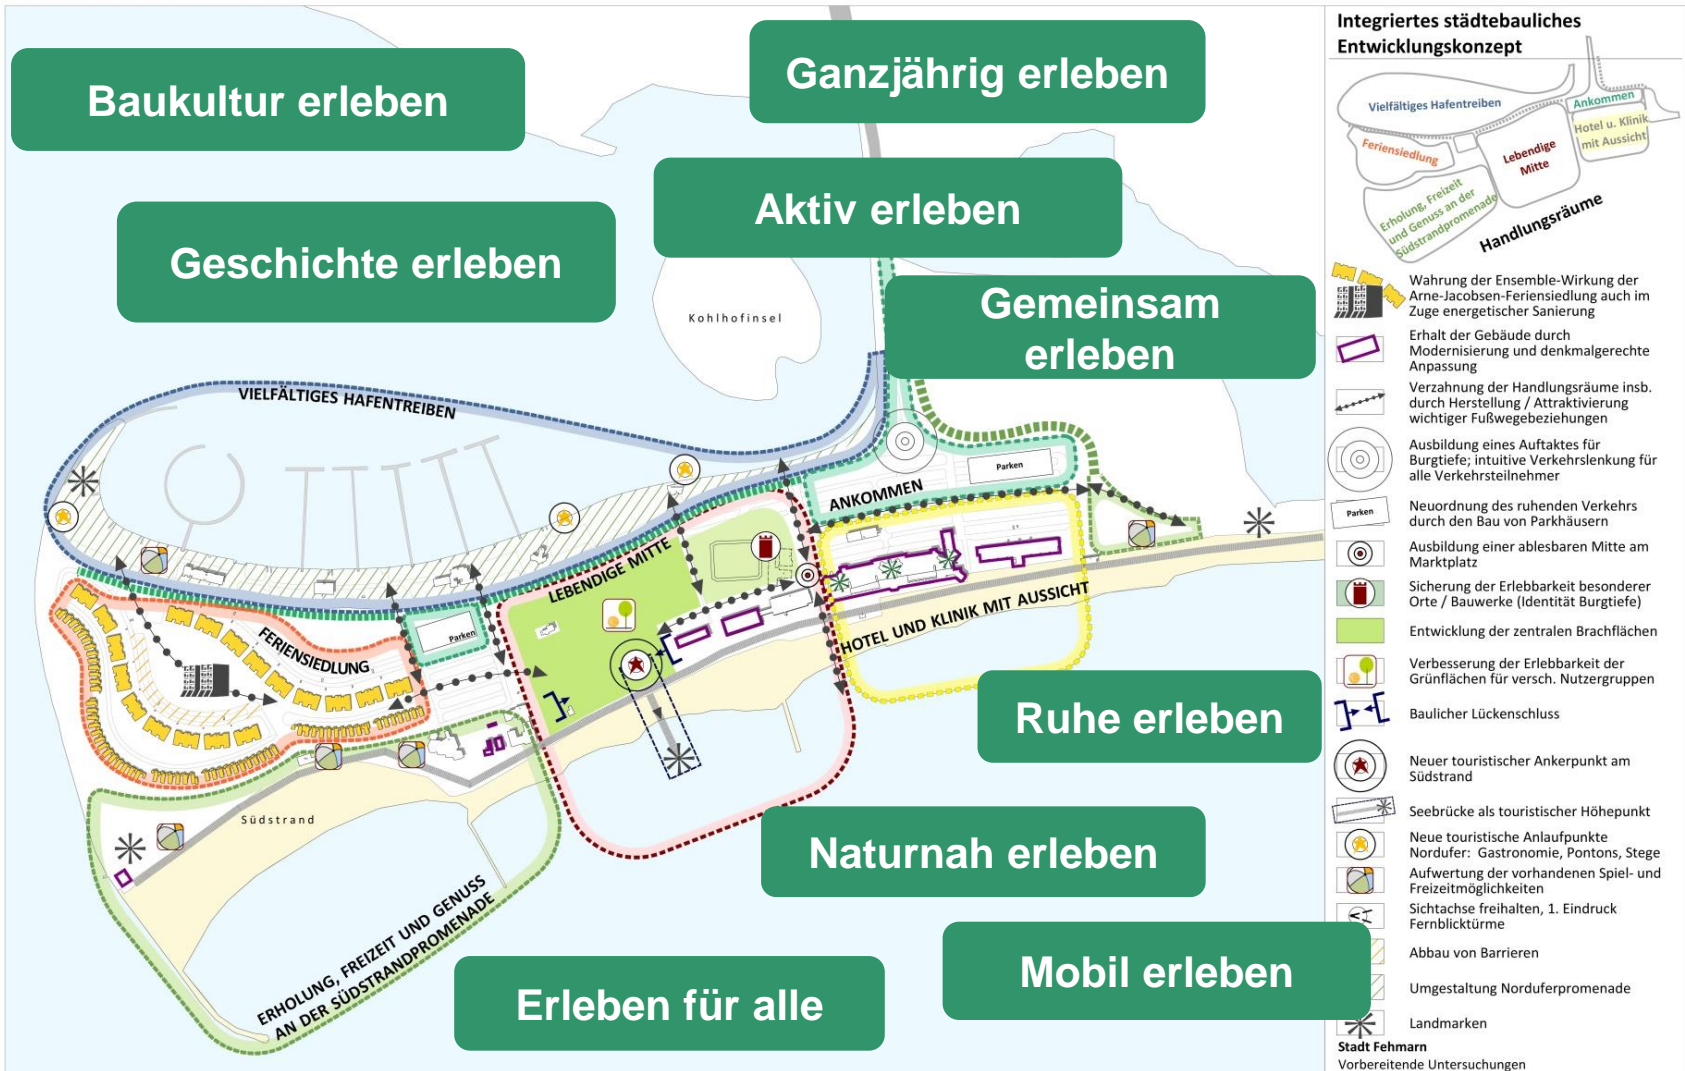 Baukultur erleben
Ganzjährig erleben
Aktiv erleben
Geschichte erleben
Gemeinsam
erleben
Kohlhofinsel
VIELFÄLTIGES HAFENTREIBEN
Parken
ANKOMMEN
LEBENDIGE MITTE
HOTEL UND KLINIK MIT AUSSICHT
Parken
FERIENSIEDLUNG
Ruhe erleben
Südstrand
Naturnah erleben
ERHOLUNG, FREIZEIT UND GENUSS
AN DER SÜDSTRANDPROMENADE
Mobil erleben
Erleben für alle
Integriertes städtebauliches
Entwicklungskonzept
Vielfältiges Hafentreiben
Ankommen
Hotel u. Klinik
mit Aussicht
Feriensiedlung
Lebendige
Mitte
Erholung, Freizeit
und Genuss an der
Südstrandpromenade
Handlungsräume
Wahrung der Ensemble-Wirkung der
Arne-Jacobsen-Feriensiedlung auch im
Zuge energetischer Sanierung
Erhalt der Gebäude durch
Modernisierung und denkmalgerechte
Anpassung
Verzahnung der Handlungsräume insb.
durch Herstellung / Attraktivierung
wichtiger Fußwegebeziehungen
Ausbildung eines Auftaktes für
Burgtiefe; intuitive Verkehrslenkung für
alle Verkehrsteilnehmer
Parken
Neuordnung des ruhenden Verkehrs
durch den Bau von Parkhäusern
Ausbildung einer ablesbaren Mitte am
Marktplatz
Sicherung der Erlebbarkeit besonderer
Orte / Bauwerke (Identität Burgtiefe)
Entwicklung der zentralen Brachflächen
Verbesserung der Erlebbarkeit der
Grünflächen für versch. Nutzergruppen
Baulicher Lückenschluss
Neuer touristischer Ankerpunkt am
Südstrand
Seebrücke als touristischer Höhepunkt
Neue touristische Anlaufpunkte
Nordufer: Gastronomie, Pontons, Stege
Aufwertung der vorhandenen Spiel- und
Freizeitmöglichkeiten
Sichtachse freihalten, 1. Eindruck
Fernblicktürme
Abbau von Barrieren
Umgestaltung Norduferpromenade
Landmarken
Stadt Fehmarn
Vorbereitende Untersuchungen